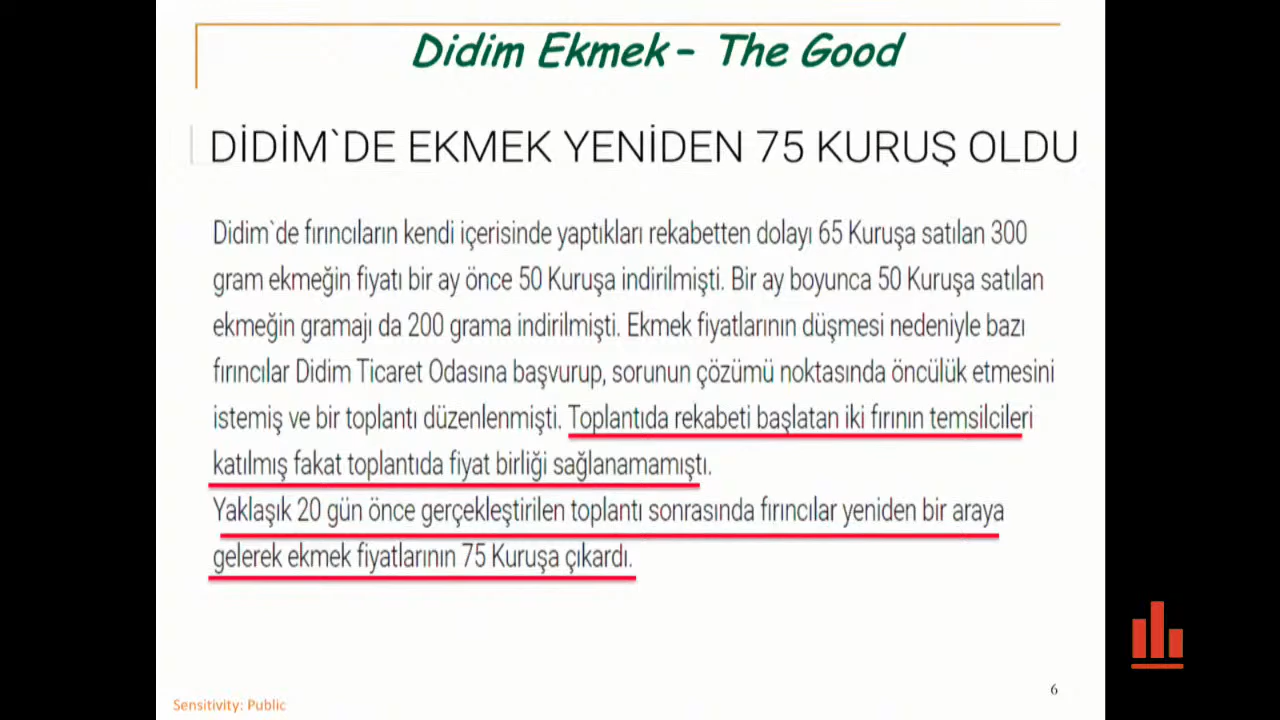 Didim Ekmek – The Good
DİDİM`DE EKMEK YENİDEN 75 KURUŞ OLDU
Didim`de fırıncıların kendi içerisinde yaptıkları rekabetten dolayı 65 Kuruşa satılan 300
gram ekmeğin fiyatı bir ay önce 50 Kuruşa indirilmişti. Bir ay boyunca 50 Kuruşa satılan
ekmeğin gramajı da 200 grama indirilmişti. Ekmek fiyatlarının düşmesi nedeniyle bazı
fırıncılar Didim Ticaret Odasına başvurup, sorunun çözümü noktasında öncülük etmesini
istemiş ve bir toplantı düzenlenmişti. Toplantıda rekabeti başlatan iki fırının temsilcileri
katılmış fakat toplantıda fiyat birliği sağlanamamıştı.
Yaklaşık 20 gün önce gerçekleştirilen toplantı sonrasında fırıncılar yeniden bir araya
gelerek ekmek fiyatlarının 75 Kuruşa çıkardı.
6
Sensitivity: Public